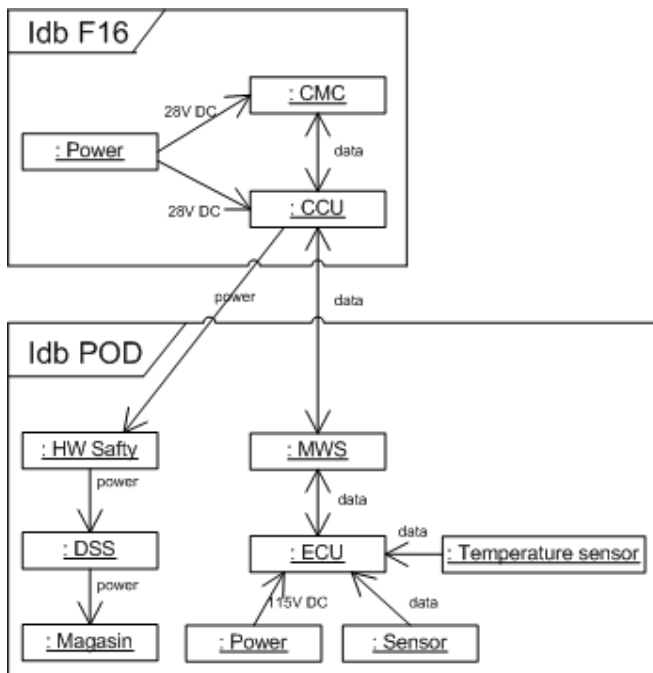 Idb F16
: CMC
28V DC
: Power
data
28V DC
: CCU
power
data
Idb POD
: HW Safty
: MWS
power
data
: DSS
: ECU
data
: Temperature sensor
power
115V DC
data
: Magasin
: Power
: Sensor